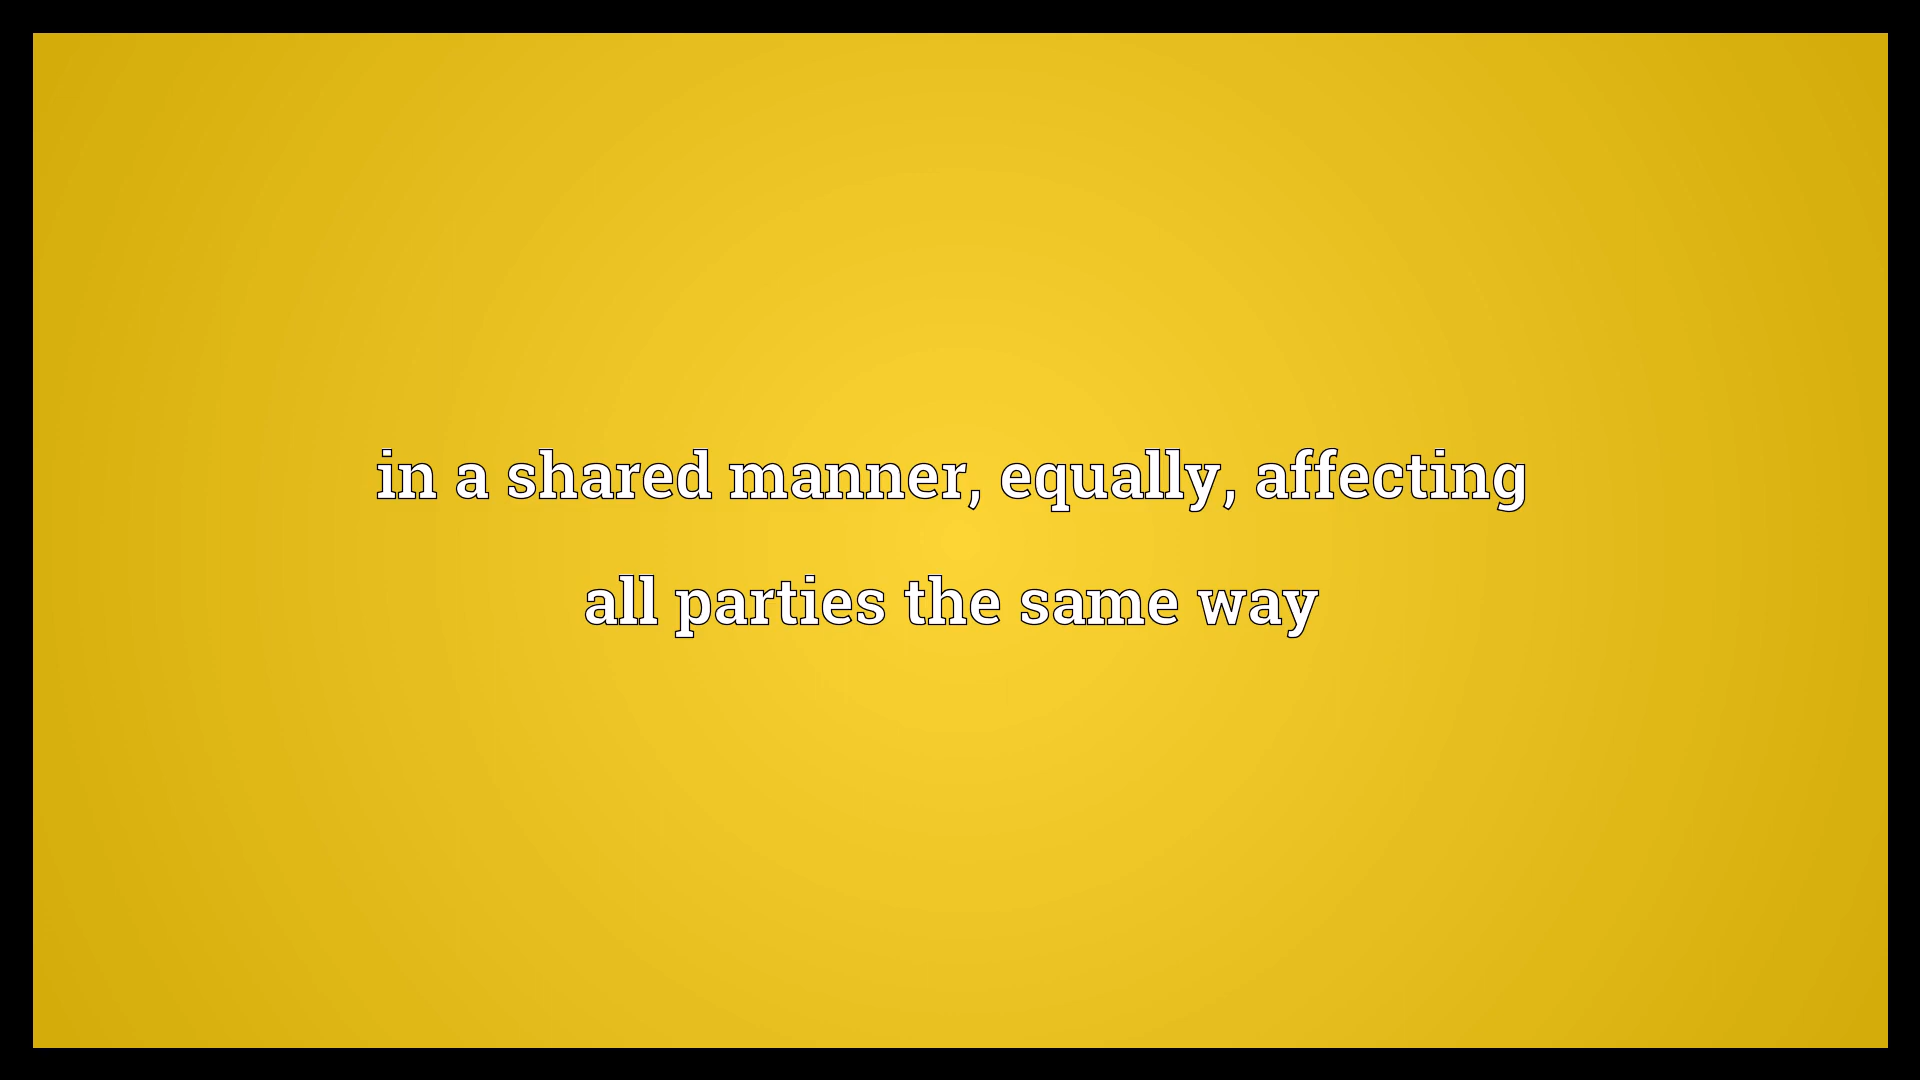 in a shared manner, equally, affecting
all parties the same way